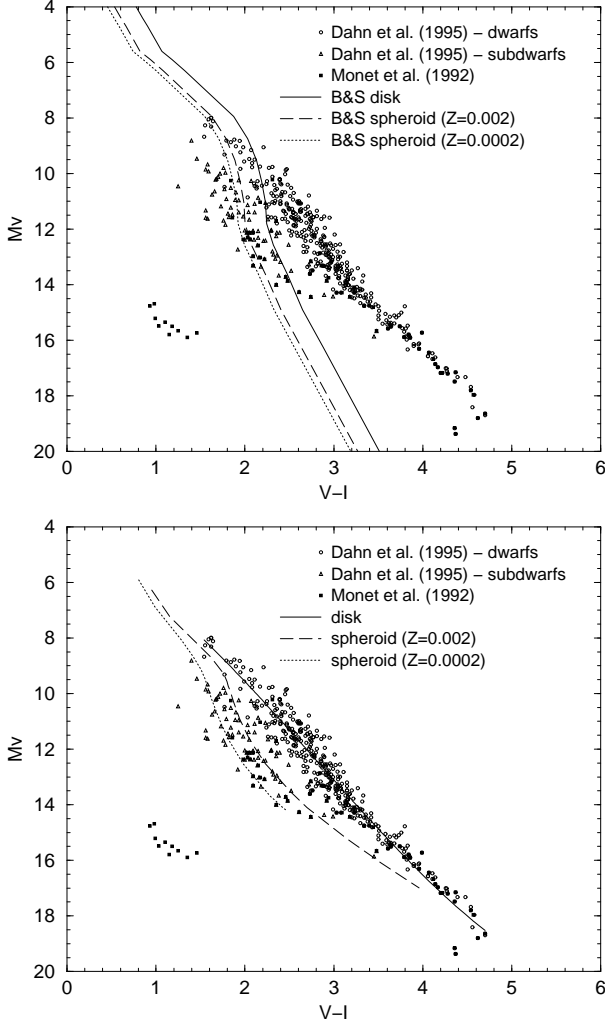 4
6
8
10
12
14
16
18
20
Mv
0 1 2 3 4 5 6
V−I
Dahn et al. (1995) − dwarfs
Dahn et al. (1995) − subdwarfs
Monet et al. (1992)
B&S disk
B&S spheroid (Z=0.002)
B&S spheroid (Z=0.0002)
4
6
8
10
12
14
16
18
20
Mv
0 1 2 3 4 5 6
V−I
Dahn et al. (1995) − dwarfs
Dahn et al. (1995) − subdwarfs
Monet et al. (1992)
disk
spheroid (Z=0.002)
spheroid (Z=0.0002)